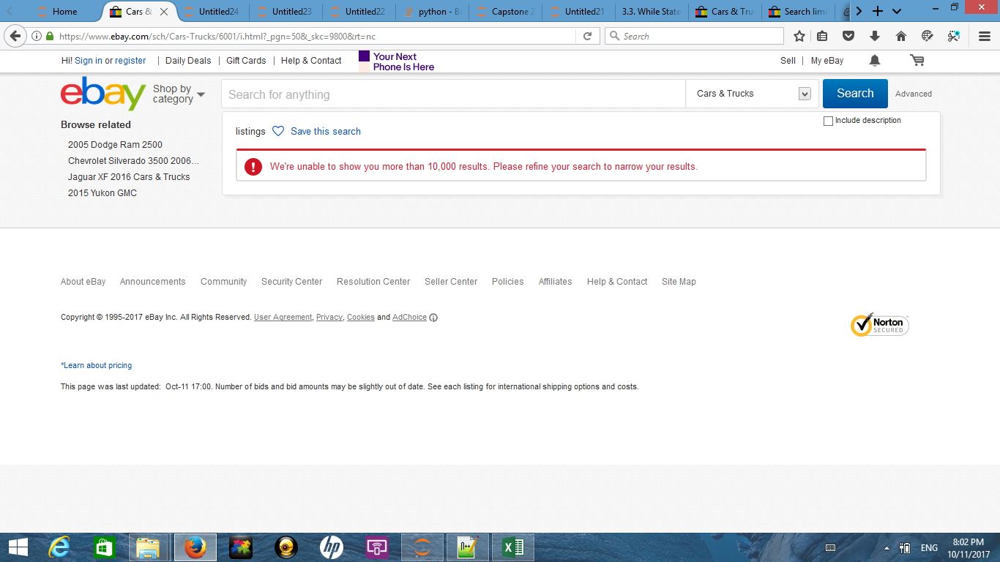 Home
Cars &
Untitled24
Untitled23
Untitled22
python - B
Capstone 2
Untitled21
3.3. While State
Cars & Tru
Search limi
https://www.ebay.com/sch/Cars-Trucks/6001/i.html?_pgn=50&_skc=9800&rt=nc
Search
Hi! Sign in or register | Daily Deals | Gift Cards | Help & Contact
Your Next
Phone Is Here
Sell | My eBay
ebay
Shop by
category
Search for anything
Cars & Trucks
Search
Advanced
Include description
Browse related
2005 Dodge Ram 2500
Chevrolet Silverado 3500 2006...
Jaguar XF 2016 Cars & Trucks
2015 Yukon GMC
listings Save this search
We're unable to show you more than 10,000 results. Please refine your search to narrow your results.
About eBay Announcements Community Security Center Resolution Center Seller Center Policies Affiliates Help & Contact Site Map
Copyright © 1995-2017 eBay Inc. All Rights Reserved. User Agreement, Privacy, Cookies and AdChoice
Norton
SECURED
*Learn about pricing
This page was last updated: Oct-11 17:00. Number of bids and bid amounts may be slightly out of date. See each listing for international shipping options and costs.
hp
N++
ENG
8:02 PM
10/11/2017